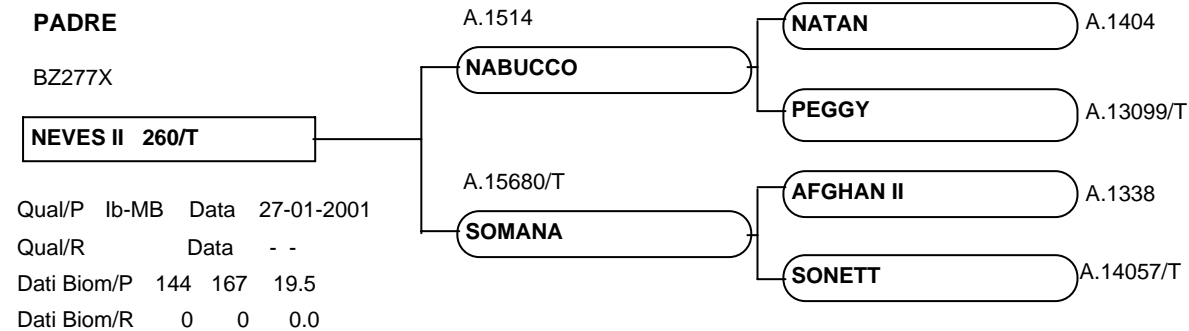 PADRE
BZ277X
NEVES II 260/T
Qual/P Ib-MB Data 27-01-2001
Qual/R Data - -
Dati Biom/P 144 167 19.5
Dati Biom/R 0 0 0.0
A.1514
NABUCCO
A.15680/T
SOMANA
NATAN A.1404
PEGGY A.13099/T
AFGHAN II A.1338
SONETT A.14057/T